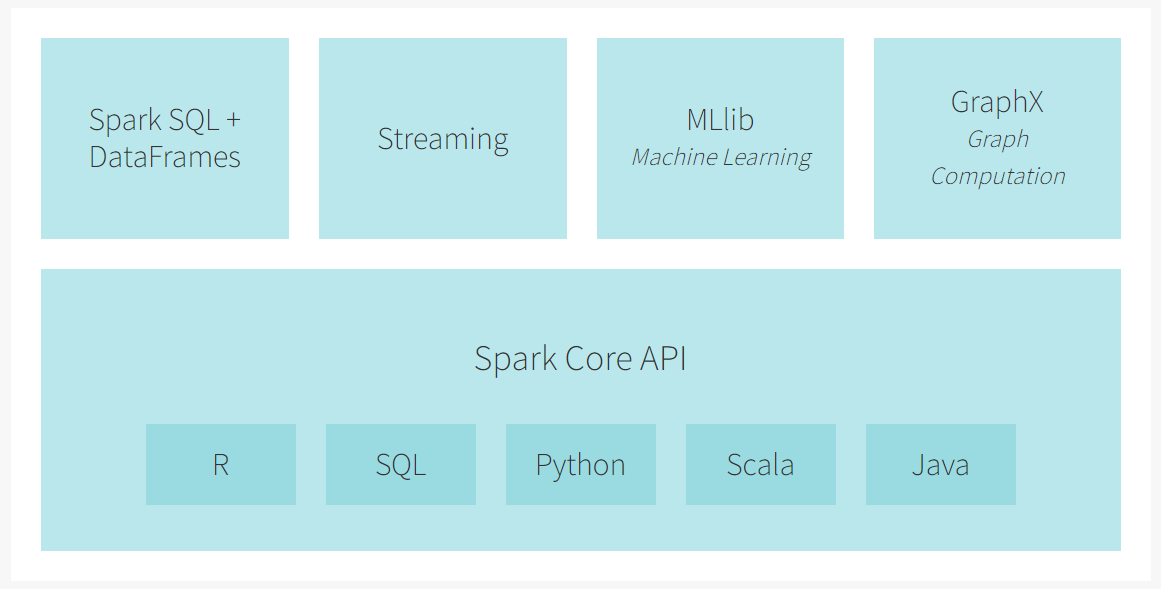 Spark SQL +
DataFrames
Streaming
MLlib
Machine Learning
GraphX
Graph
Computation
Spark Core API
R
SQL
Python
Scala
Java